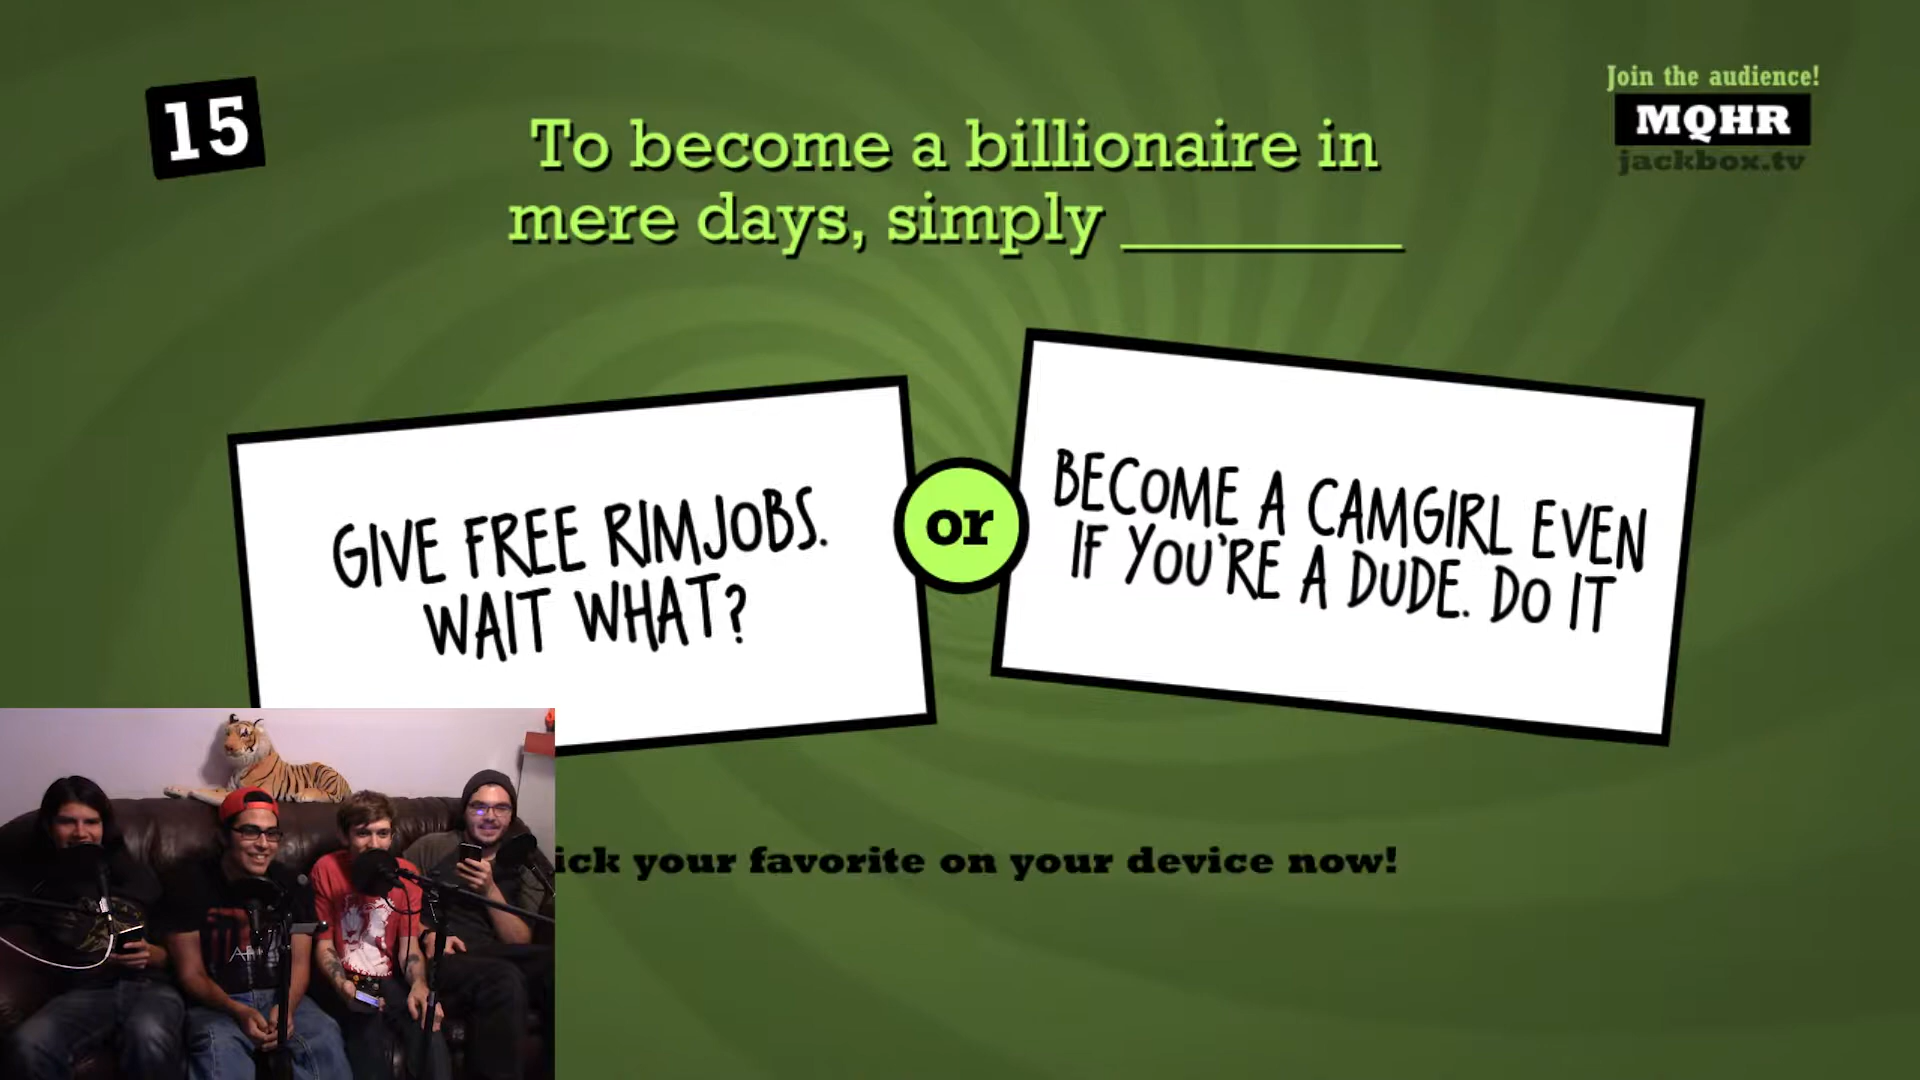 15
Join the audience!
MQHR
jackbox.tv
To become a billionaire in
mere days, simply ________
GIVE FREE RIMJOBS.
WAIT WHAT?
or
BECOME A CAMGIRL EVEN
IF YOU'RE A DUDE. DO IT
ick your favorite on your device now!